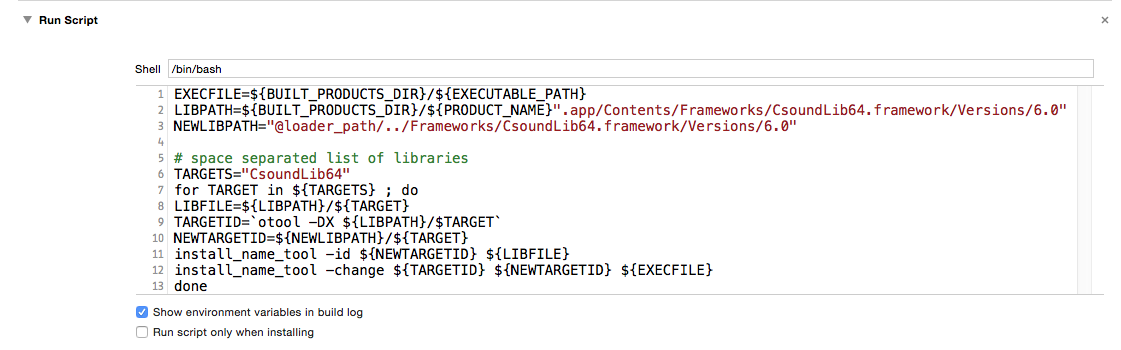 Run Script
Shell /bin/bash
1 EXECFILE=${BUILT_PRODUCTS_DIR}/${EXECUTABLE_PATH}
2 LIBPATH=${BUILT_PRODUCTS_DIR}/${PRODUCT_NAME}".app/Contents/Frameworks/CsoundLib64.framework/Versions/6.0"
3 NEWLIBPATH="@loader_path/../Frameworks/CsoundLib64.framework/Versions/6.0"
4
5 # space separated list of libraries
6 TARGETS="CsoundLib64"
7 for TARGET in ${TARGETS} ; do
8 LIBFILE=${LIBPATH}/${TARGET}
9 TARGETID=`otool -DX ${LIBPATH}/$TARGET`
10 NEWTARGETID=${NEWLIBPATH}/${TARGET}
11 install_name_tool -id ${NEWTARGETID} ${LIBFILE}
12 install_name_tool -change ${TARGETID} ${NEWTARGETID} ${EXECFILE}
13 done
Show environment variables in build log
Run script only when installing